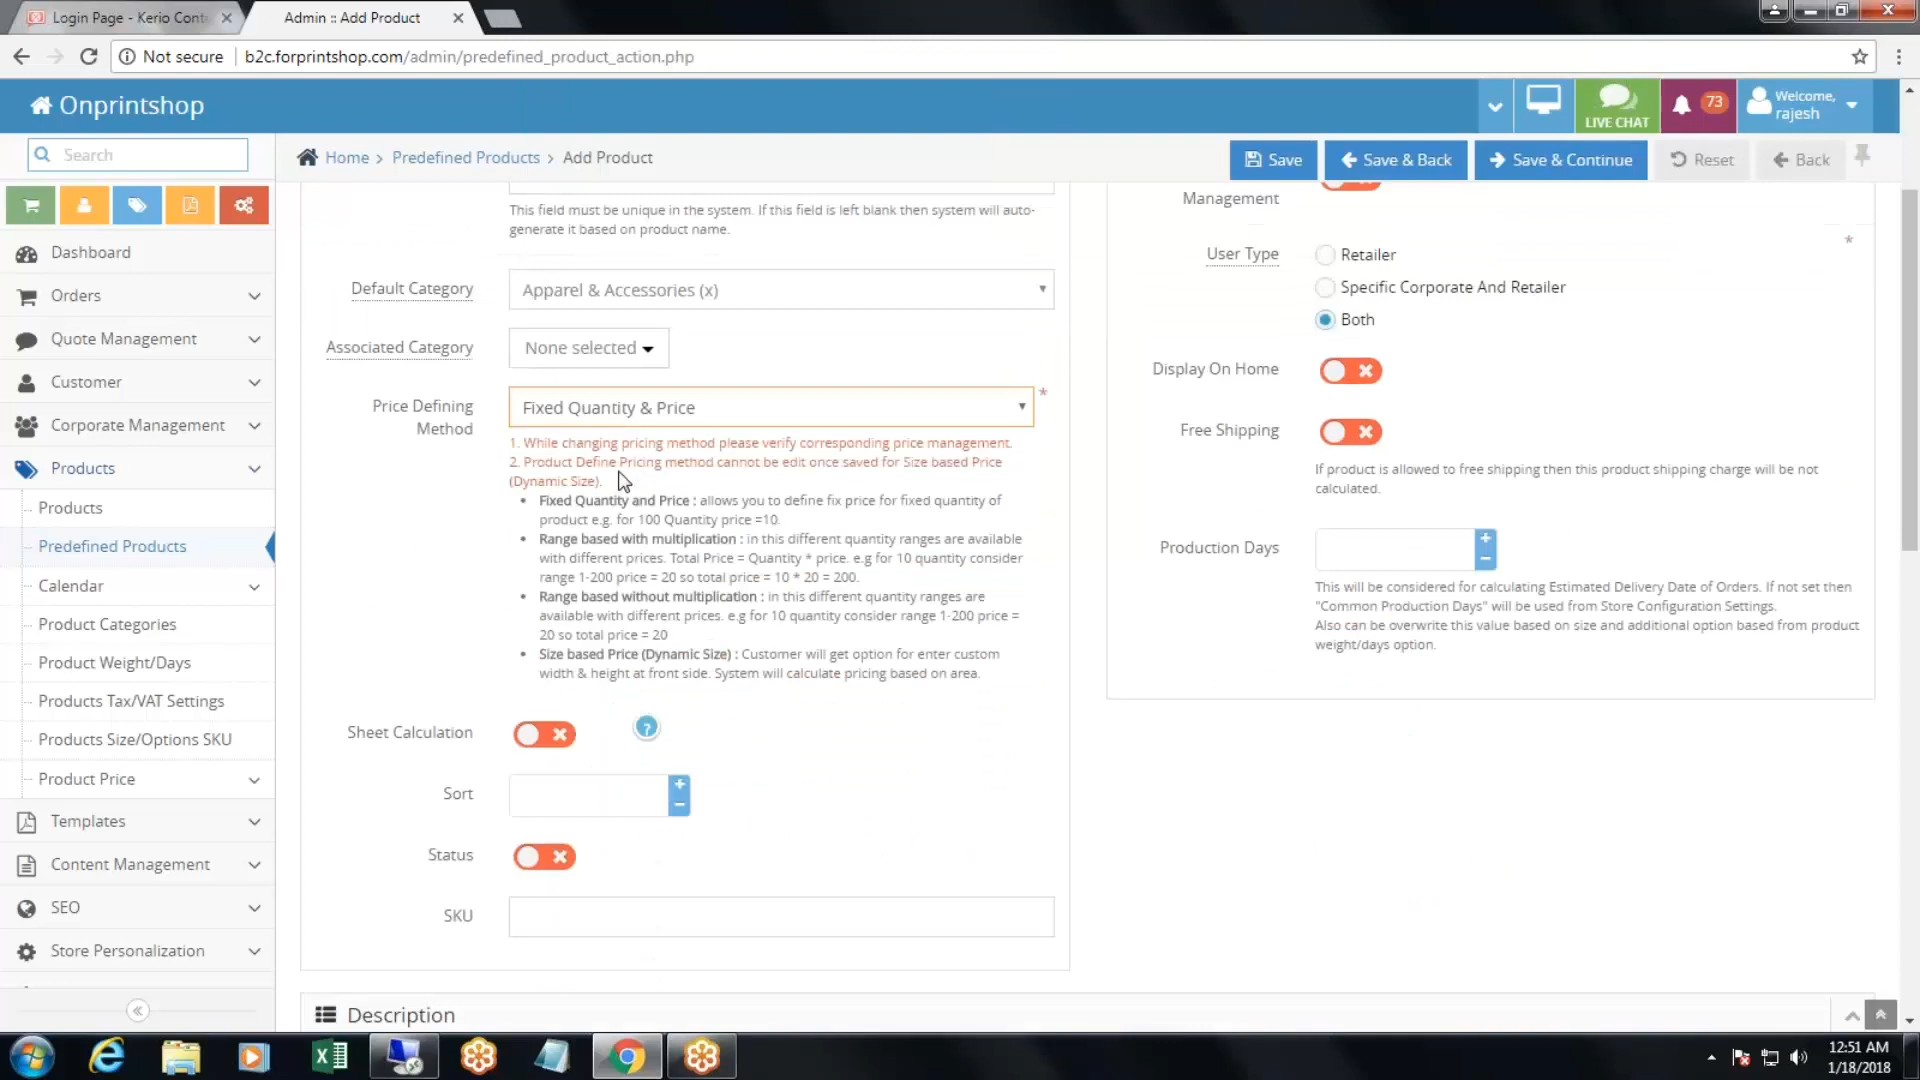 Login Page - Kerio Cont
Admin :: Add Product
Not secure
b2c.forprintshop.com/admin/predefined_product_action.php
Onprintshop
LIVE CHAT
73
Welcome,
rajesh
Search
Home > Predefined Products > Add Product
Save
Save & Back
Save & Continue
Reset
Back
Dashboard
Orders
Quote Management
Customer
Corporate Management
Products
Products
Predefined Products
Calendar
Product Categories
Product Weight/Days
Products Tax/VAT Settings
Products Size/Options SKU
Product Price
Templates
Content Management
SEO
Store Personalization
This field must be unique in the system. If this field is left blank then system will auto-
generate it based on product name.
Default Category
Apparel & Accessories (x)
Associated Category
None selected
Price Defining
Method
Fixed Quantity & Price
*
1. While changing pricing method please verify corresponding price management.
2. Product Define Pricing method cannot be edit once saved for Size based Price
(Dynamic Size).
• Fixed Quantity and Price : allows you to define fix price for fixed quantity of
product e.g. for 100 Quantity price =10.
• Range based with multiplication : in this different quantity ranges are available
with different prices. Total Price = Quantity * price. e.g for 10 quantity consider
range 1-200 price = 20 so total price = 10 * 20 = 200.
• Range based without multiplication : in this different quantity ranges are
available with different prices. e.g for 10 quantity consider range 1-200 price =
20 so total price = 20
• Size based Price (Dynamic Size) : Customer will get option for enter custom
width & height at front side. System will calculate pricing based on area.
Sheet Calculation
?
Sort
Status
SKU
Management
User Type
*
Retailer
Specific Corporate And Retailer
Both
Display On Home
Free Shipping
If product is allowed to free shipping then this product shipping charge will be not
calculated.
Production Days
This will be considered for calculating Estimated Delivery Date of Orders. If not set then
"Common Production Days" will be used from Store Configuration Settings.
Also can be overwrite this value based on size and additional option based from product
weight/days option.
Description
12:51 AM
1/18/2018